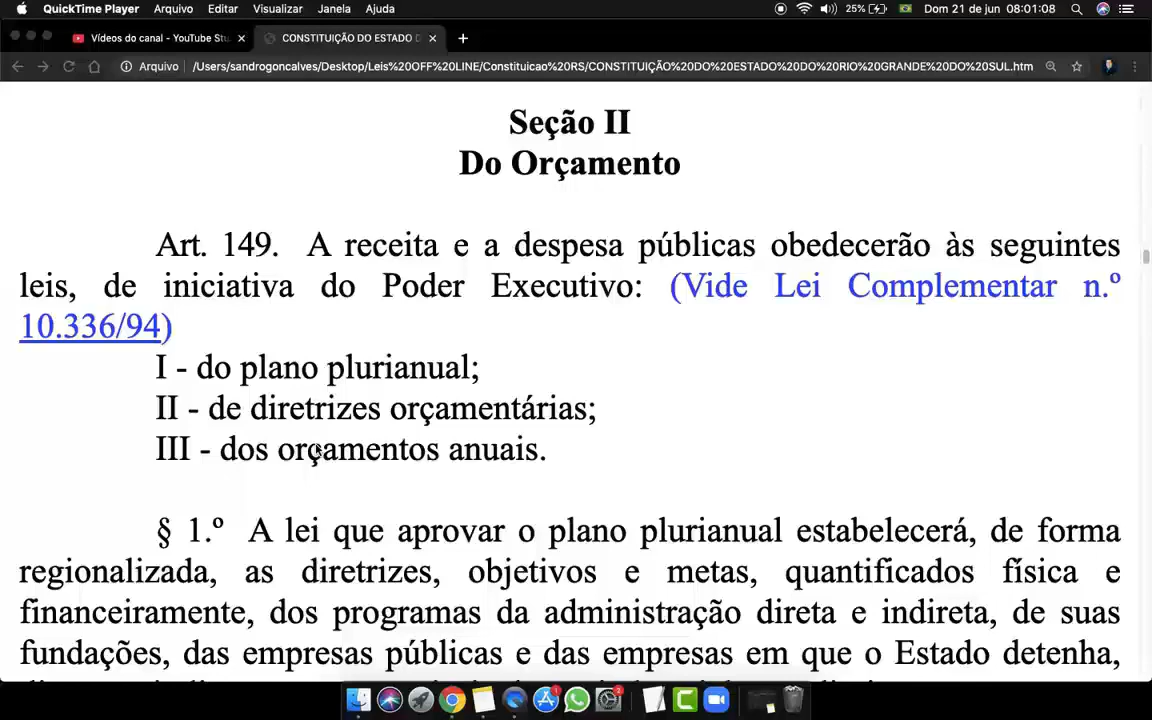 QuickTime Player Arquivo Editar Visualizar Janela Ajuda 25% Dom 21 de jun 08:01:08
Vídeos do canal - YouTube Stu CONSTITUIÇÃO DO ESTADO D
Arquivo /Users/sandrogoncalves/Desktop/Leis%20OFF%20LINE/Constituicao%20RS/CONSTITUIÇÃO%20DO%20ESTADO%20DO%20RIO%20GRANDE%20DO%20SUL.htm
Seção II
Do Orçamento
Art. 149. A receita e a despesa públicas obedecerão às seguintes
leis, de iniciativa do Poder Executivo: (Vide Lei Complementar n.º
10.336/94)
I - do plano plurianual;
II - de diretrizes orçamentárias;
III - dos orçamentos anuais.
§ 1.º A lei que aprovar o plano plurianual estabelecerá, de forma
regionalizada, as diretrizes, objetivos e metas, quantificados física e
financeiramente, dos programas da administração direta e indireta, de suas
fundações, das empresas públicas e das empresas em que o Estado detenha,